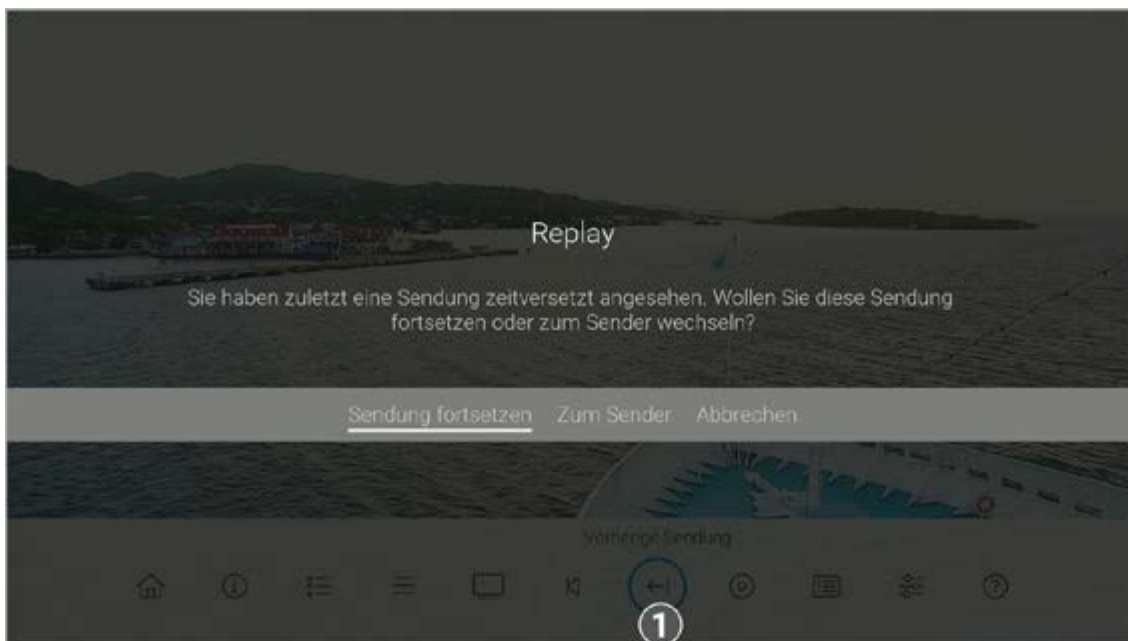 Replay
Sie haben zuletzt eine Sendung zeitversetzt angesehen. Wollen Sie diese Sendung
fortsetzen oder zum Sender wechseln?
Sendung fortsetzen Zum Sender Abbrechen
Vorherige Sendung
1